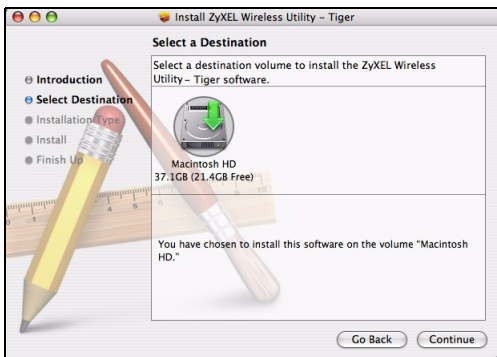 Install ZyXEL Wireless Utility – Tiger
Select a Destination
Introduction
Select Destination
Installation Type
Install
Finish Up
Select a destination volume to install the ZyXEL Wireless
Utility – Tiger software.
Macintosh HD
37.1GB (21.4GB Free)
You have chosen to install this software on the volume "Macintosh
HD."
Go Back
Continue